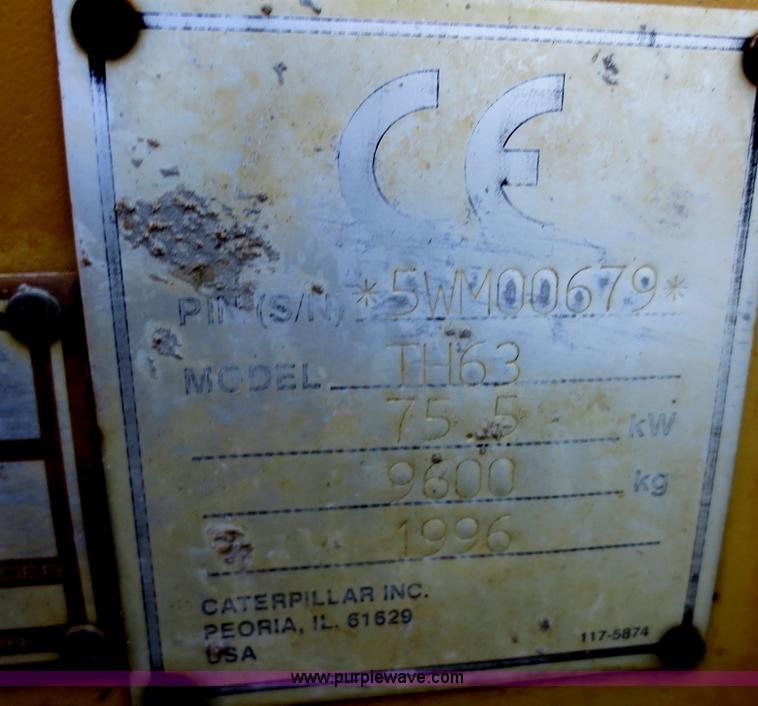 CE
PIN (S/N) *5WM00679*
MODEL TH63
75.5 kW
9600 kg
1996
CATERPILLAR INC.
PEORIA, IL. 61629
USA
117-5874
www.purplewave.com